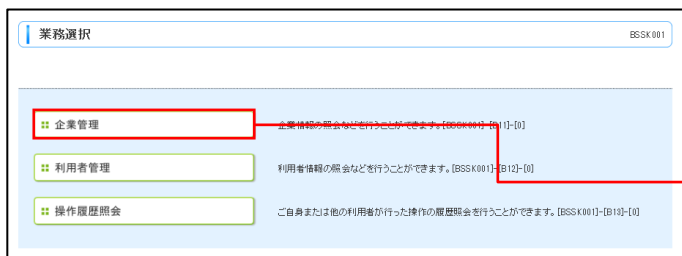 業務選択
BSSK001
企業管理
企業情報の照会などを行うことができます。[BSSK001]-[B11]-[0]
利用者管理
利用者情報の照会などを行うことができます。[BSSK001]-[B12]-[0]
操作履歴照会
ご自身または他の利用者が行った操作の履歴照会を行うことができます。[BSSK001]-[B13]-[0]